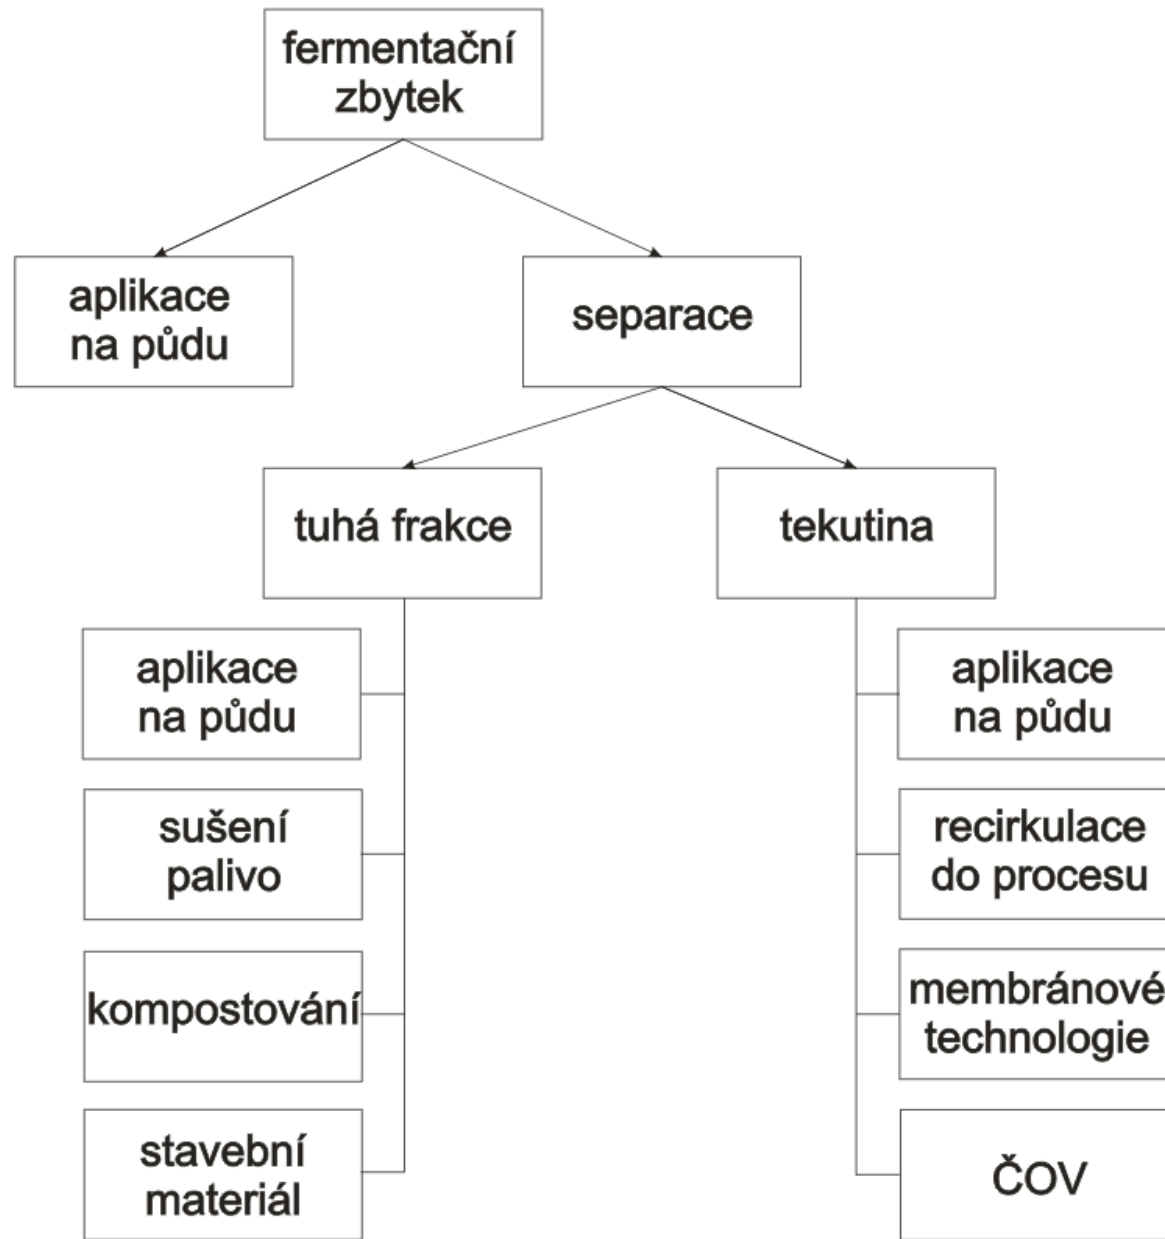 fermentační
zbytek
aplikace
na půdu
separace
tuhá frakce
tekutina
aplikace
na půdu
sušení
palivo
kompostování
stavební
materiál
aplikace
na půdu
recirkulace
do procesu
membránové
technologie
ČOV